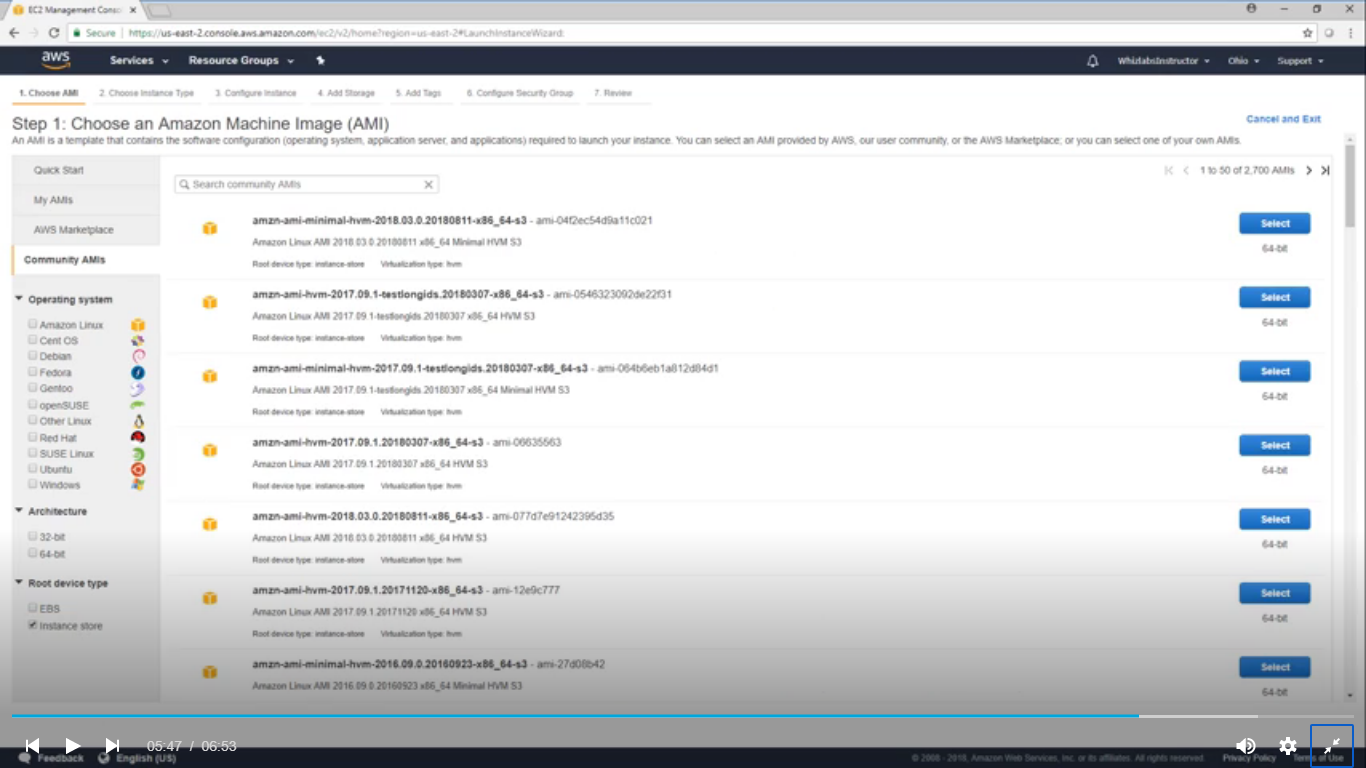 EC2 Management Conso
Secure https://us-east-2.console.aws.amazon.com/ec2/v2/home?region=us-east-2#LaunchInstanceWizard:
aws Services Resource Groups WhizlabsInstructor Ohio Support
1. Choose AMI 2. Choose Instance Type 3. Configure Instance 4. Add Storage 5. Add Tags 6. Configure Security Group 7. Review
Step 1: Choose an Amazon Machine Image (AMI) Cancel and Exit
An AMI is a template that contains the software configuration (operating system, application server, and applications) required to launch your instance. You can select an AMI provided by AWS, our user community, or the AWS Marketplace; or you can select one of your own AMIs.
Quick Start
My AMIs
AWS Marketplace
Community AMIs
Operating system
Amazon Linux
Cent OS
Debian
Fedora
Gentoo
openSUSE
Other Linux
Red Hat
SUSE Linux
Ubuntu
Windows
Architecture
32-bit
64-bit
Root device type
EBS
Instance store
Search community AMIs
1 to 50 of 2,700 AMIs
amzn-ami-minimal-hvm-2018.03.0.20180811-x86_64-s3 - ami-04f2ec54d9a11c021
Amazon Linux AMI 2018.03.0.20180811 x86_64 Minimal HVM S3
Root device type: instance-store Virtualization type: hvm
Select
64-bit
amzn-ami-hvm-2017.09.1-testlongids.20180307-x86_64-s3 - ami-0546323092de22f31
Amazon Linux AMI 2017.09.1-testlongids.20180307 x86_64 HVM S3
Root device type: instance-store Virtualization type: hvm
Select
64-bit
amzn-ami-minimal-hvm-2017.09.1-testlongids.20180307-x86_64-s3 - ami-064b6eb1a812d84d1
Amazon Linux AMI 2017.09.1-testlongids.20180307 x86_64 Minimal HVM S3
Root device type: instance-store Virtualization type: hvm
Select
64-bit
amzn-ami-hvm-2017.09.1.20180307-x86_64-s3 - ami-06635563
Amazon Linux AMI 2017.09.1.20180307 x86_64 HVM S3
Root device type: instance-store Virtualization type: hvm
Select
64-bit
amzn-ami-hvm-2018.03.0.20180811-x86_64-s3 - ami-077d7e91242395d35
Amazon Linux AMI 2018.03.0.20180811 x86_64 HVM S3
Root device type: instance-store Virtualization type: hvm
Select
64-bit
amzn-ami-hvm-2017.09.1.20171120-x86_64-s3 - ami-12e9c777
Amazon Linux AMI 2017.09.1.20171120 x86_64 HVM S3
Root device type: instance-store Virtualization type: hvm
Select
64-bit
amzn-ami-minimal-hvm-2016.09.0.20160923-x86_64-s3 - ami-27d08b42
Amazon Linux AMI 2016.09.0.20160923 x86_64 Minimal HVM S3
Select
64-bit
05:47 / 06:53
Feedback English (US) © 2006 - 2018, Amazon Web Services, Inc. or its affiliates. All rights reserved. Privacy Policy Terms of Use